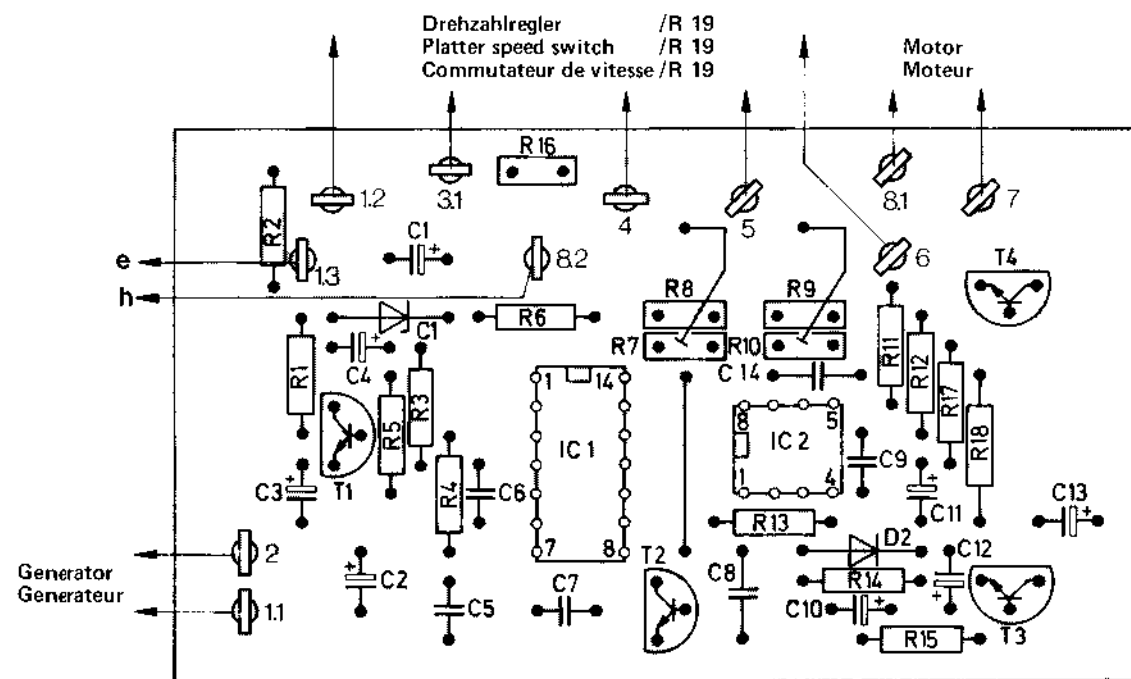 Drehzahlregler /R 19
Platter speed switch /R 19
Commutateur de vitesse /R 19
Motor
Moteur
R16
1.2
3.1
4
5
8.1
7
R2
C1
8.2
6
T4
e
1.3
h
R8
R9
R6
C1
R7
R10
R11
R12
C4
C14
R1
R3
1
14
R17
R5
8
5
R18
IC1
IC2
T1
R4
C6
C9
C3
1
4
C11
C13
R13
2
7
8
T2
D2
C12
Generator
Generateur
C2
C7
C8
R14
1.1
C5
C10
T3
R15